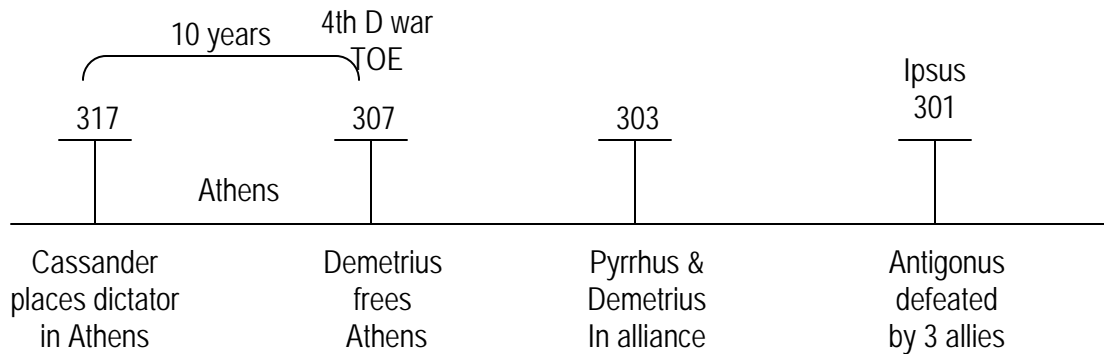 10 years
4th D war
TOE
Ipsus
317
307
303
301
Athens
Cassander
places dictator
in Athens
Demetrius
frees
Athens
Pyrrhus &
Demetrius
In alliance
Antigonus
defeated
by 3 allies